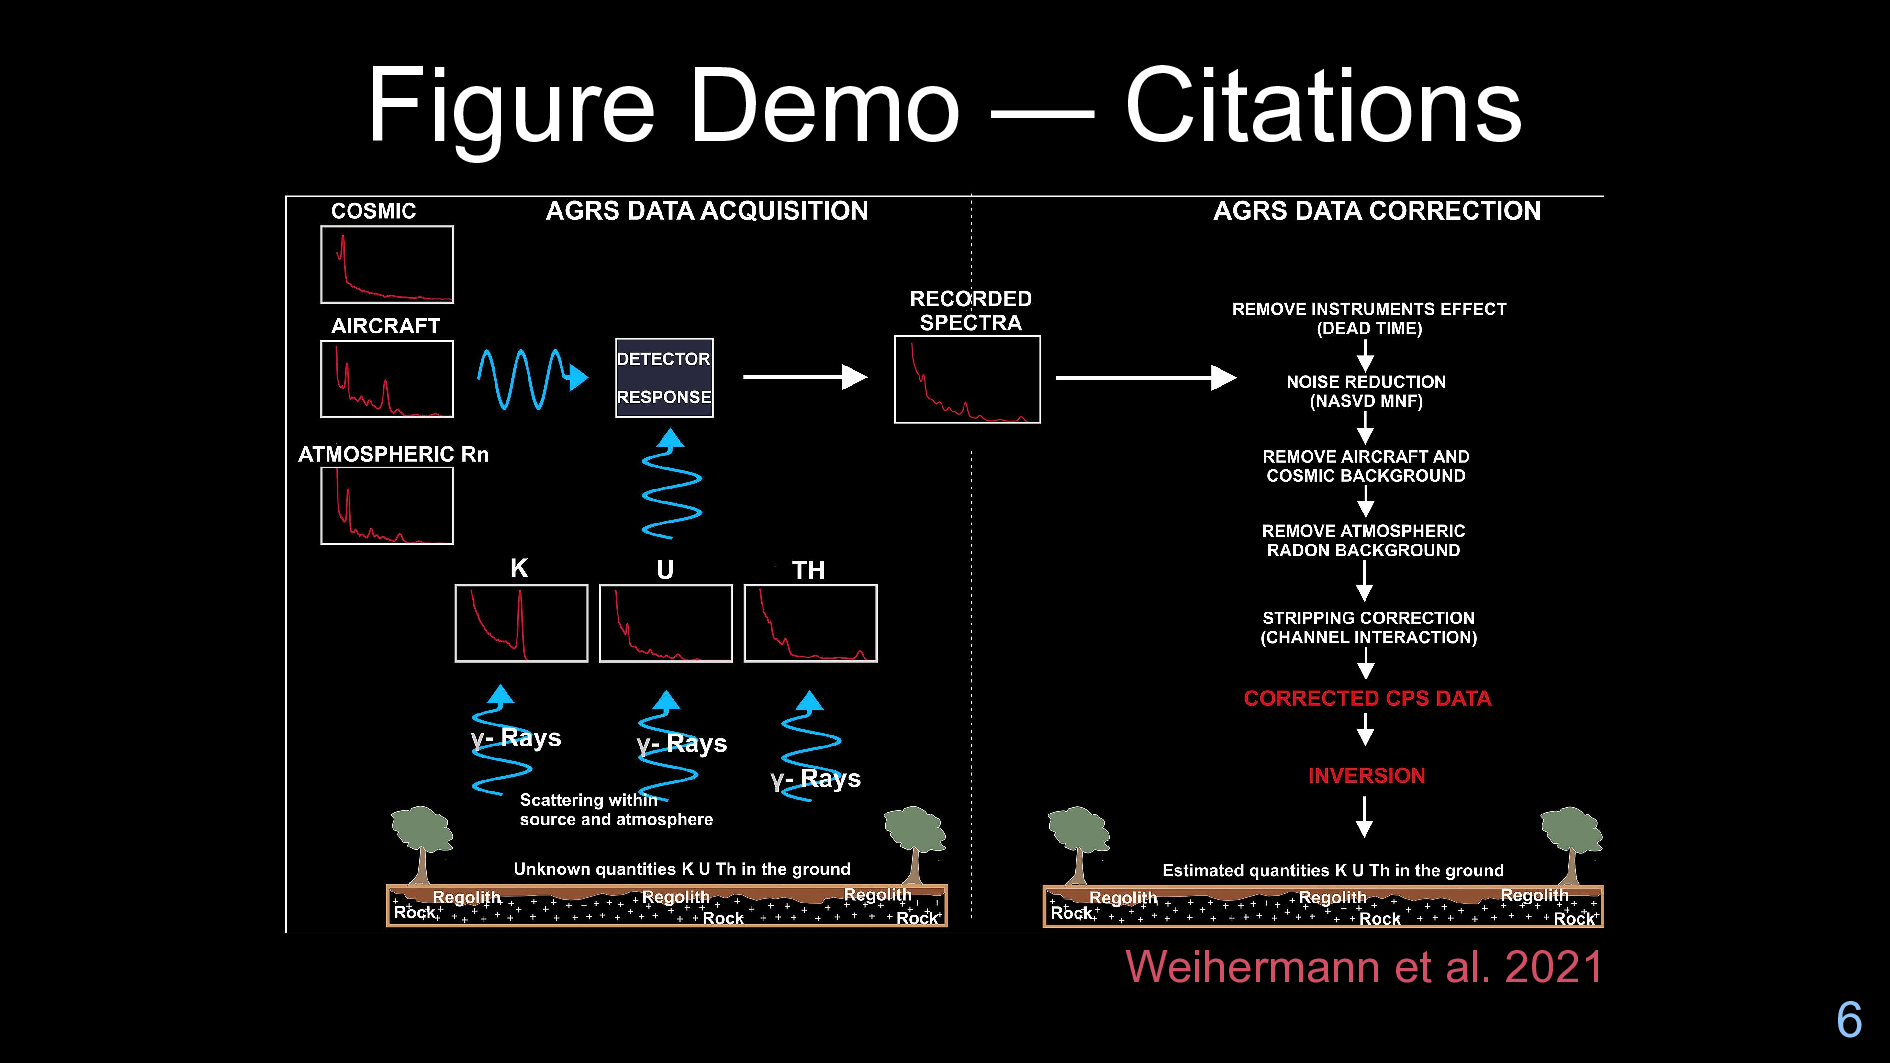 Figure Demo — Citations
AGRS DATA ACQUISITION
COSMIC
AIRCRAFT
ATMOSPHERIC Rn
DETECTOR
RESPONSE
RECORDED
SPECTRA
K
U
TH
γ- Rays
γ- Rays
γ- Rays
Scattering within
source and atmosphere
Unknown quantities K U Th in the ground
Regolith
Regolith
Regolith
Rock
Rock
Rock
AGRS DATA CORRECTION
REMOVE INSTRUMENTS EFFECT
(DEAD TIME)
NOISE REDUCTION
(NASVD MNF)
REMOVE AIRCRAFT AND
COSMIC BACKGROUND
REMOVE ATMOSPHERIC
RADON BACKGROUND
STRIPPING CORRECTION
(CHANNEL INTERACTION)
CORRECTED CPS DATA
INVERSION
Estimated quantities K U Th in the ground
Regolith
Regolith
Regolith
Rock
Rock
Rock
Weihermann et al. 2021
6